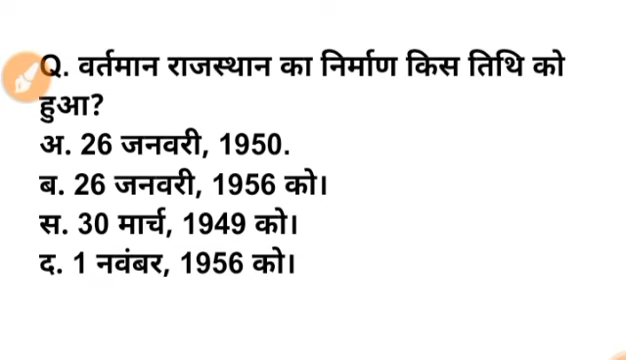 Q. वर्तमान राजस्थान का निर्माण किस तिथि को
हुआ?
अ. 26 जनवरी, 1950.
ब. 26 जनवरी, 1956 को।
स. 30 मार्च, 1949 को।
द. 1 नवंबर, 1956 को।